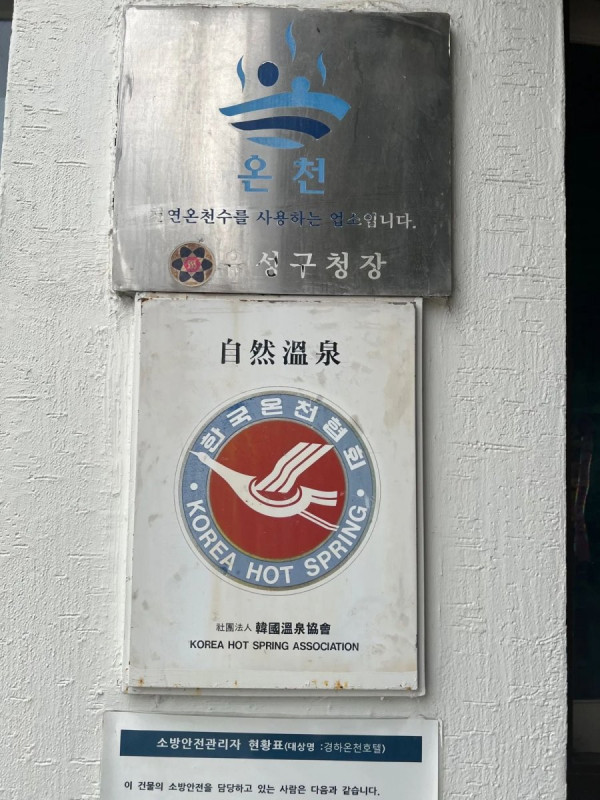 온천
연온천수를 사용하는 업소입니다.
성구청장
自然溫泉
한국온천협회
· KOREA HOT SPRING ·
社團法人 韓國溫泉協會
KOREA HOT SPRING ASSOCIATION
소방안전관리자 현황표(대상명 :경하온천호텔)
이 건물의 소방안전을 담당하고 있는 사람은 다음과 같습니다.